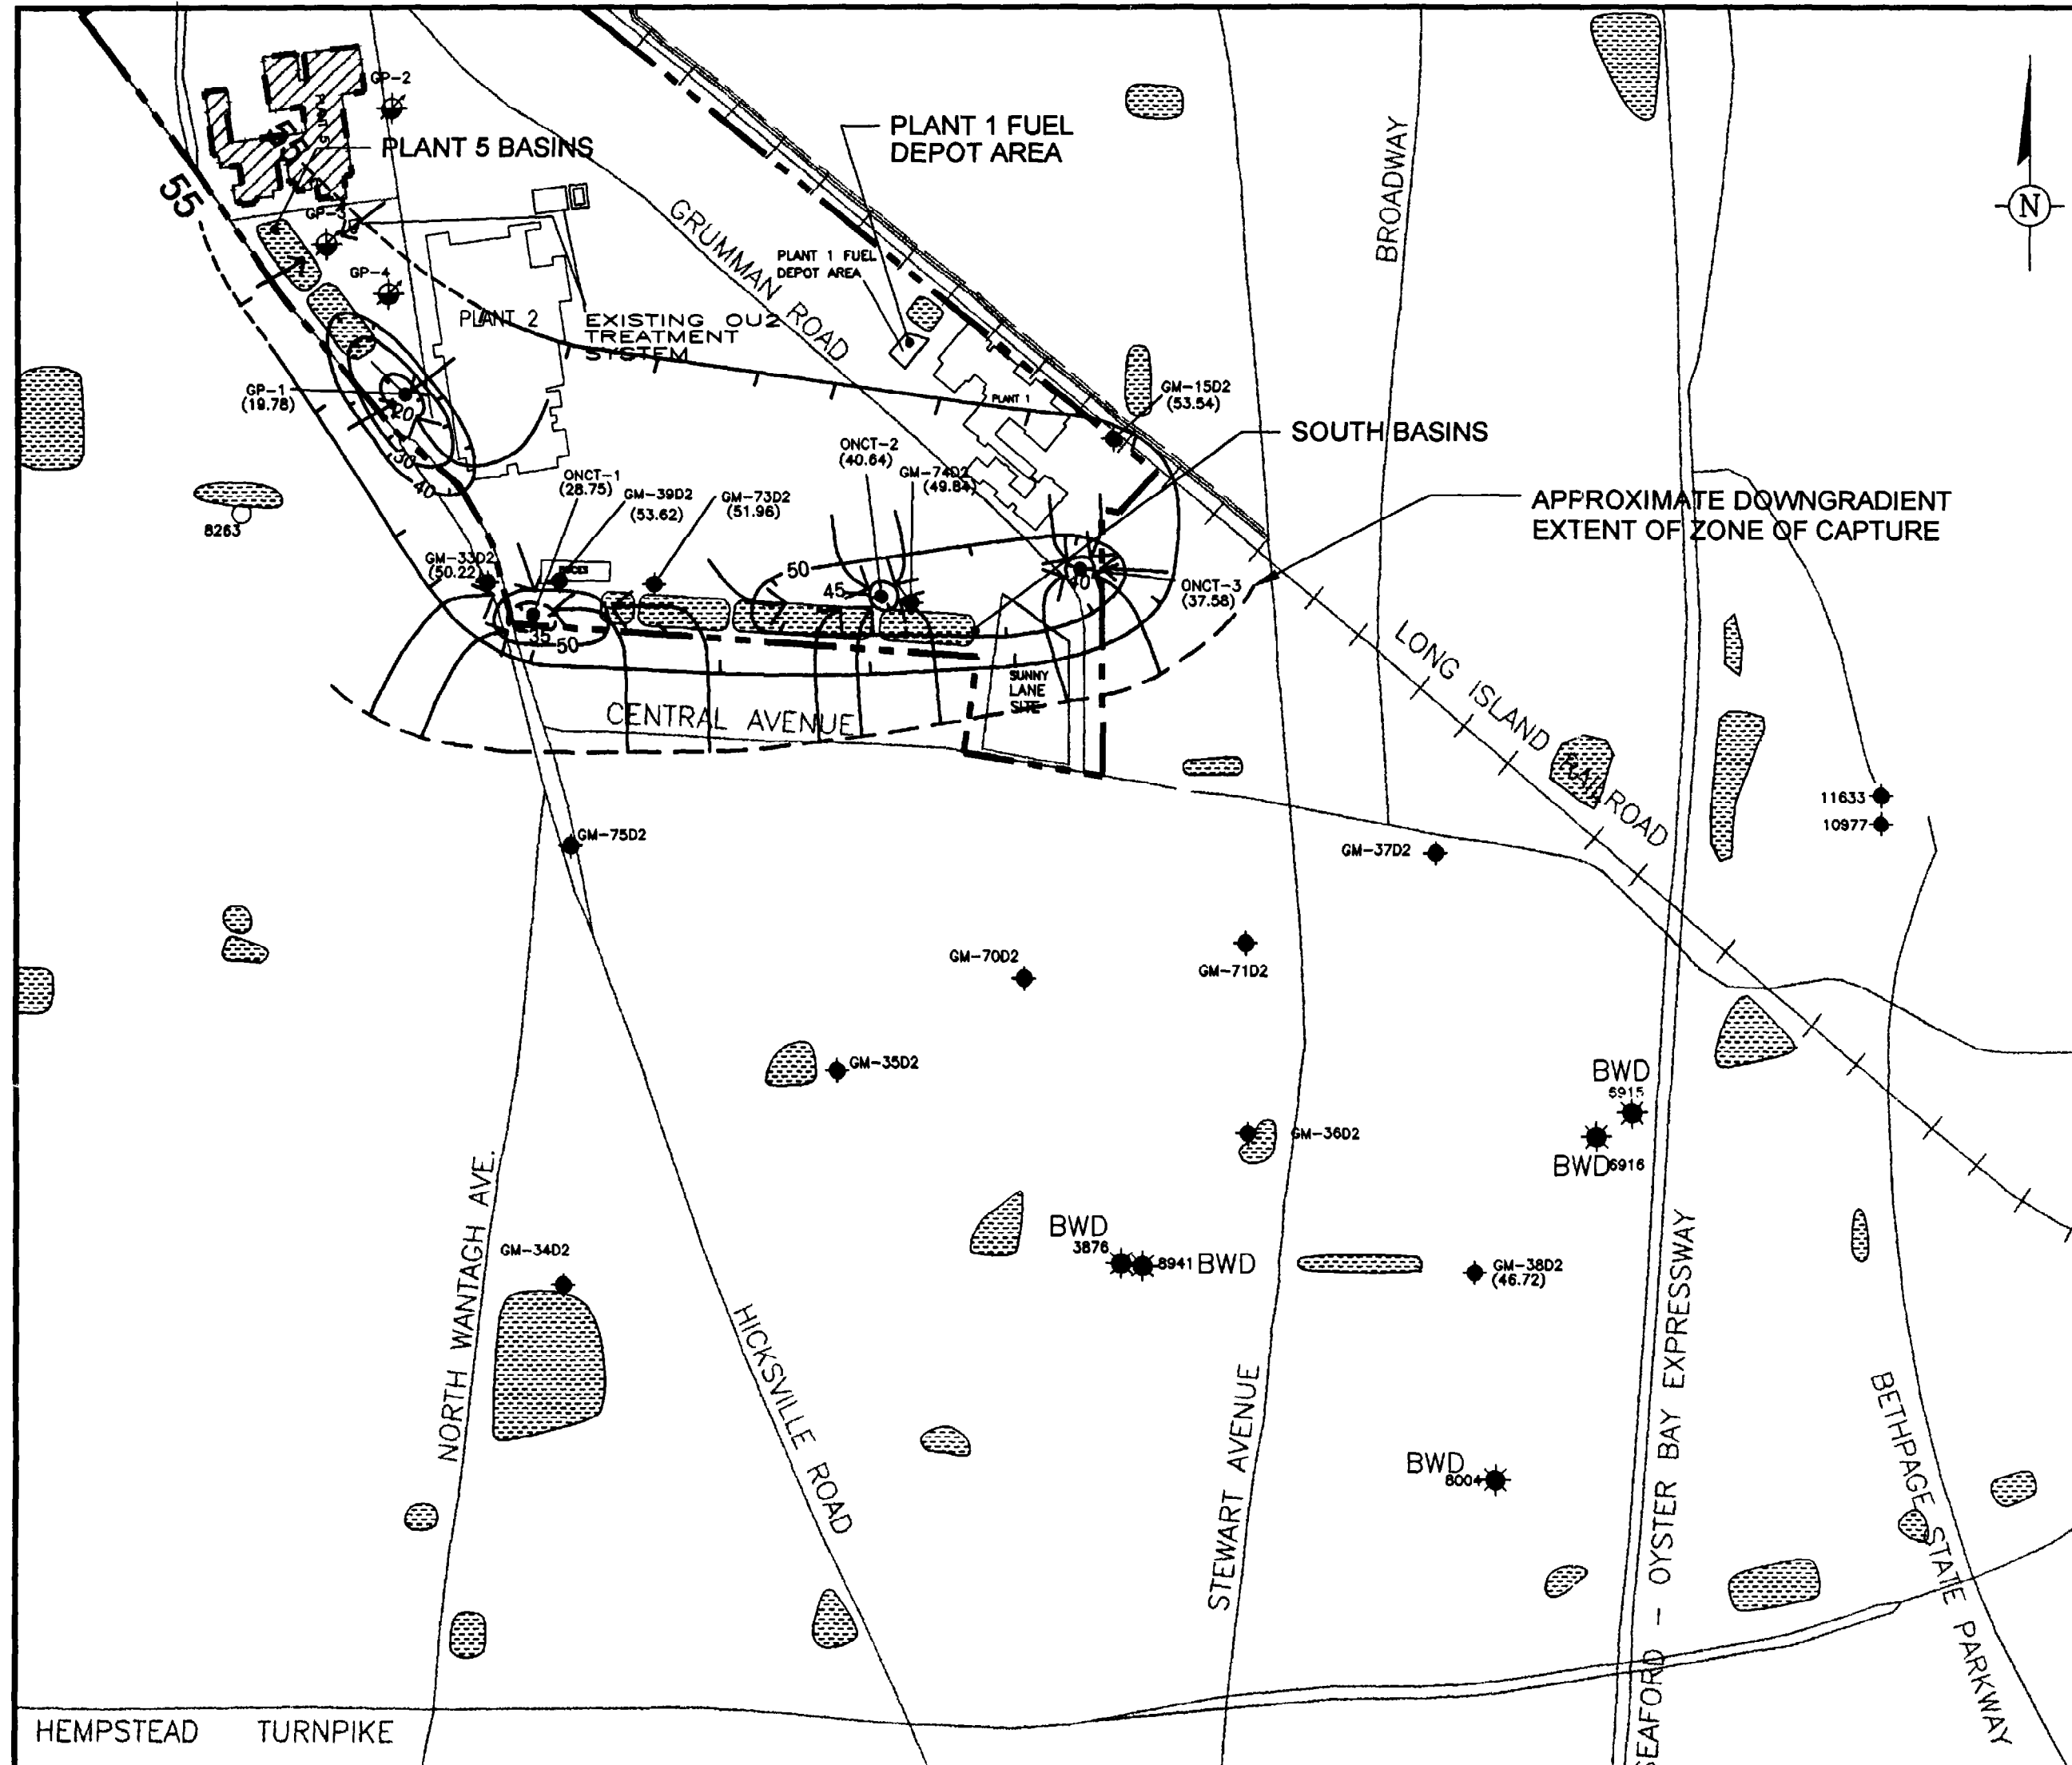 GP-2
PLANT 5 BASINS
PLANT 1 FUEL
DEPOT AREA
BROADWAY
N
55
55
GP-3
GP-4
GRUMMAN ROAD
PLANT 1 FUEL
DEPOT AREA
PLANT 2
EXISTING OU2
TREATMENT
SYSTEM
GP-1
(19.78)
20
30
40
PLANT 1
GM-15D2
(53.54)
SOUTH BASINS
ONCT-2
(40.64)
GM-74D2
(49.84)
ONCT-1
(28.75)
GM-39D2
(53.62)
GM-73D2
(51.96)
APPROXIMATE DOWNGRADIENT
EXTENT OF ZONE OF CAPTURE
8263
GM-33D2
(50.22)
50
45
40
ONCT-3
(37.58)
35
50
SUNNY
LANE
SITE
CENTRAL AVENUE
LONG ISLAND RAILROAD
11633
10977
GM-75D2
GM-37D2
GM-70D2
GM-71D2
GM-35D2
GM-36D2
BWD
6915
BWD 6916
BWD
3876
8941 BWD
GM-38D2
(46.72)
GM-34D2
NORTH WANTAGH AVE.
HICKSVILLE ROAD
STEWART AVENUE
BWD
8004
SEAFORD - OYSTER BAY EXPRESSWAY
BETHPAGE STATE PARKWAY
HEMPSTEAD TURNPIKE